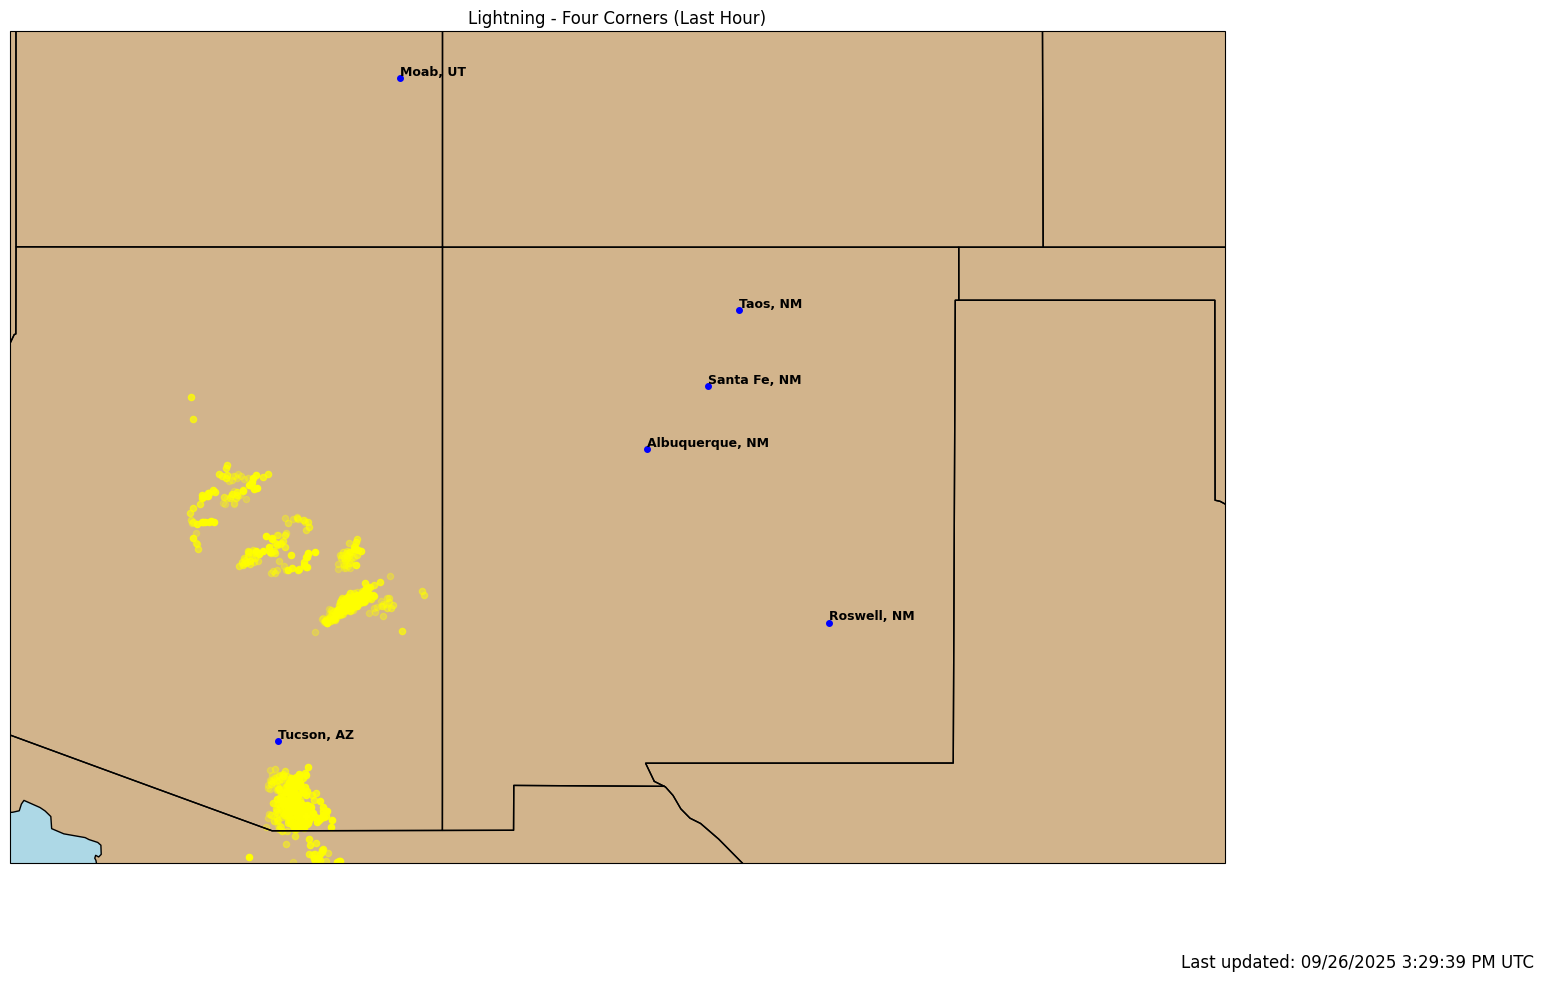 Lightning - Four Corners (Last Hour)
Moab, UT
Taos, NM
Santa Fe, NM
Albuquerque, NM
Roswell, NM
Tucson, AZ
Last updated: 09/26/2025 3:29:39 PM UTC